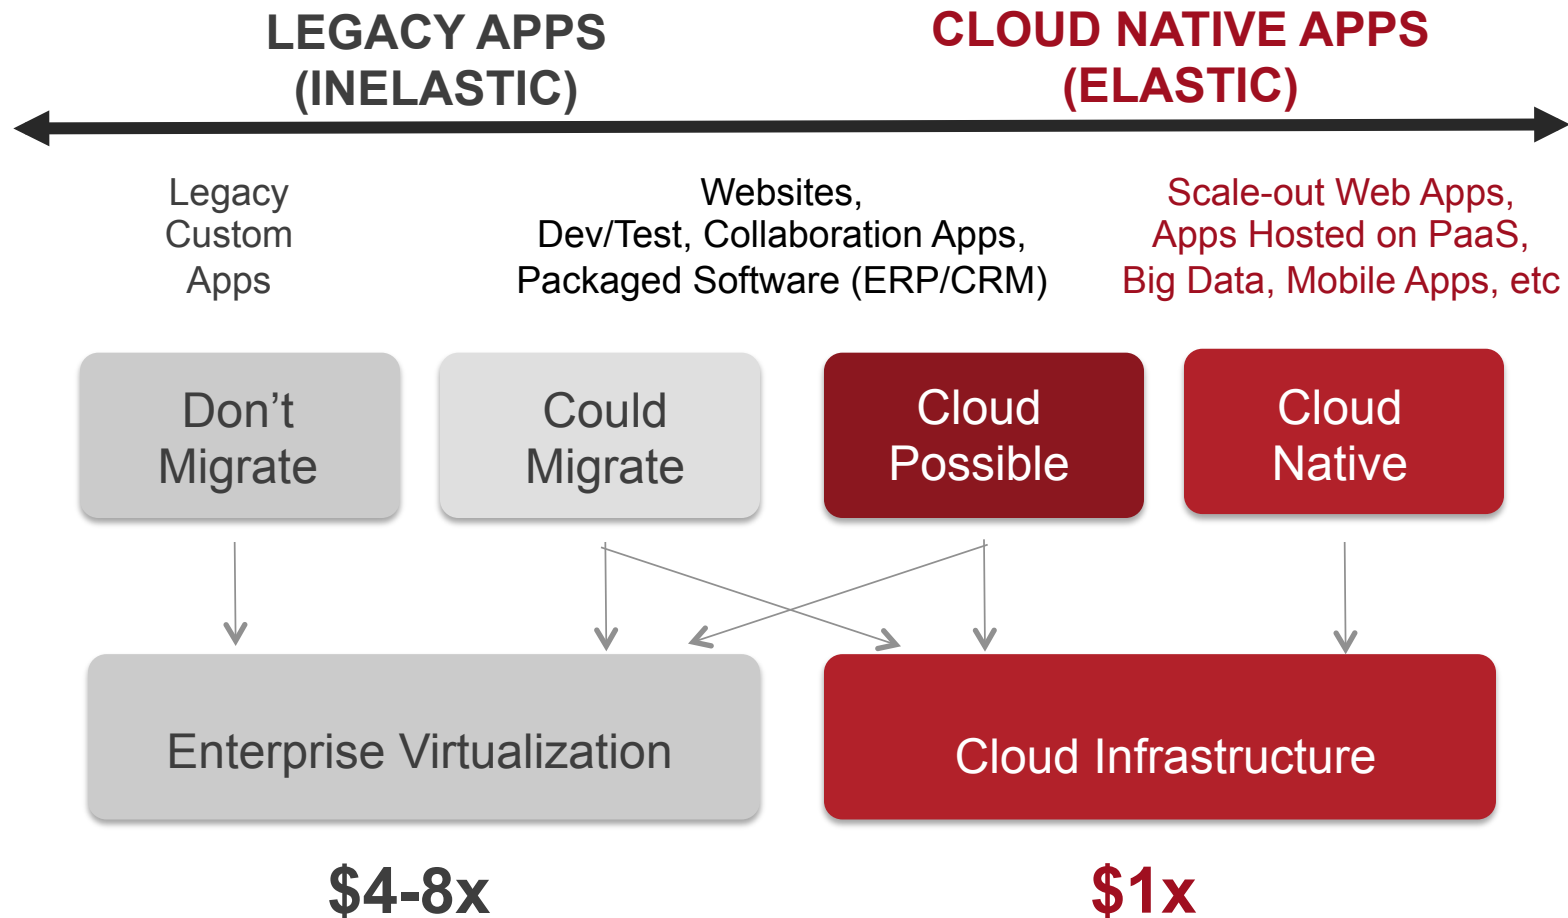 LEGACY APPS
(INELASTIC)
CLOUD NATIVE APPS
(ELASTIC)
Legacy
Custom
Apps
Websites,
Dev/Test, Collaboration Apps,
Packaged Software (ERP/CRM)
Scale-out Web Apps,
Apps Hosted on PaaS,
Big Data, Mobile Apps, etc
Don’t
Migrate
Could
Migrate
Cloud
Possible
Cloud
Native
Enterprise Virtualization
Cloud Infrastructure
$4-8x
$1x